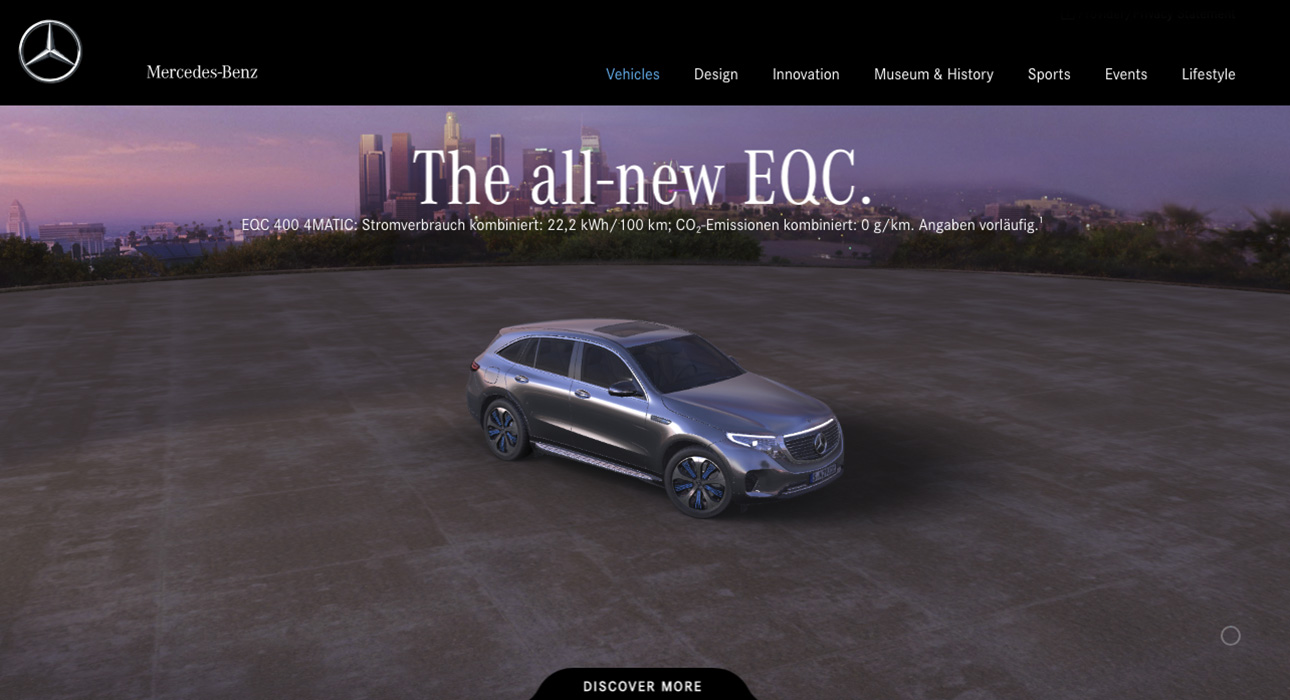 Mercedes-Benz
Vehicles Design Innovation Museum & History Sports Events Lifestyle
The all-new EQC.
EQC 400 4MATIC: Stromverbrauch kombiniert: 22,2 kWh/100 km; CO₂-Emissionen kombiniert: 0 g/km. Angaben vorläufig.¹
DISCOVER MORE